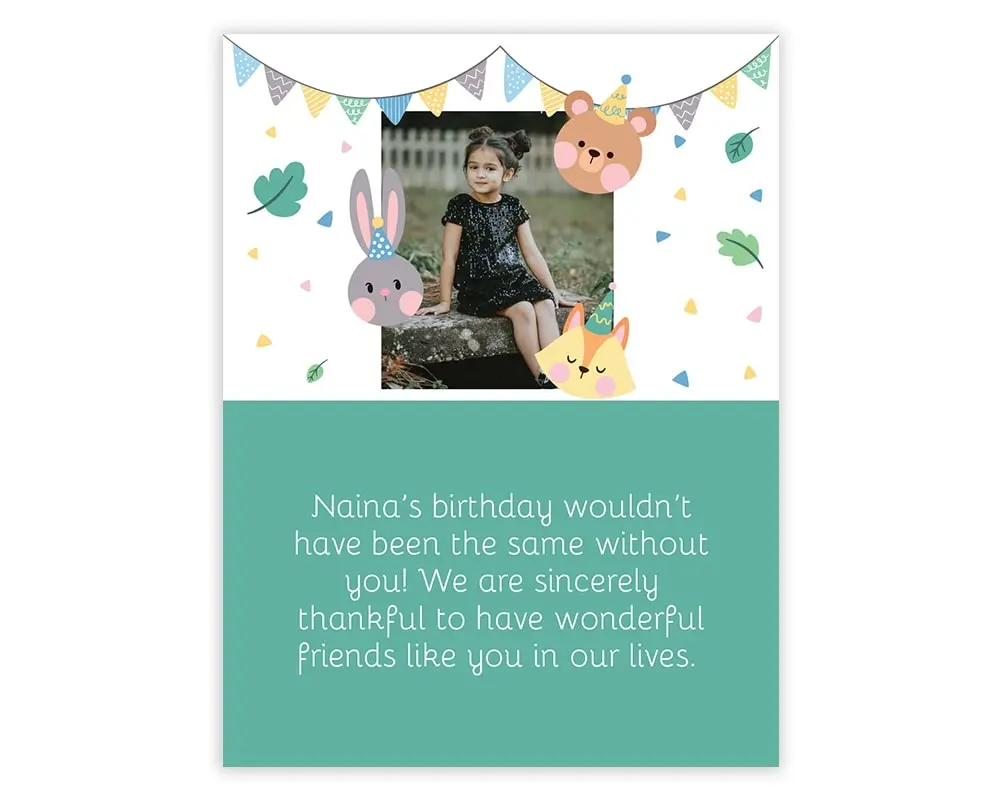 Naina's birthday wouldn't
have been the same without
you! We are sincerely
thankful to have wonderful
friends like you in our lives.